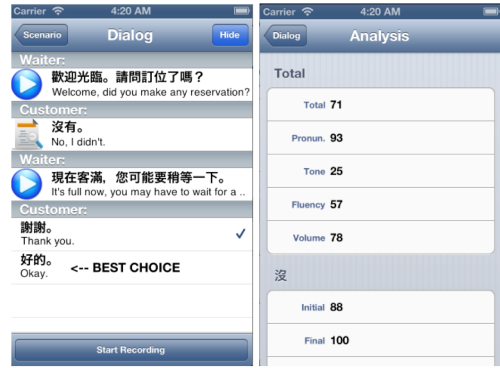 Carrier 4:20 AM
Scenario Dialog Hide
Waiter:
歡迎光臨。請問訂位了嗎？
Welcome, did you make any reservation?
Customer:
沒有。
No, I didn't.
Waiter:
現在客滿，您可能要稍等一下。
It's full now, you may have to wait for a ..
Customer:
謝謝。
Thank you.
好的。
Okay. <-- BEST CHOICE
Start Recording
Carrier 4:20 AM
Dialog Analysis
Total
Total 71
Pronun. 93
Tone 25
Fluency 57
Volume 78
沒
Initial 88
Final 100